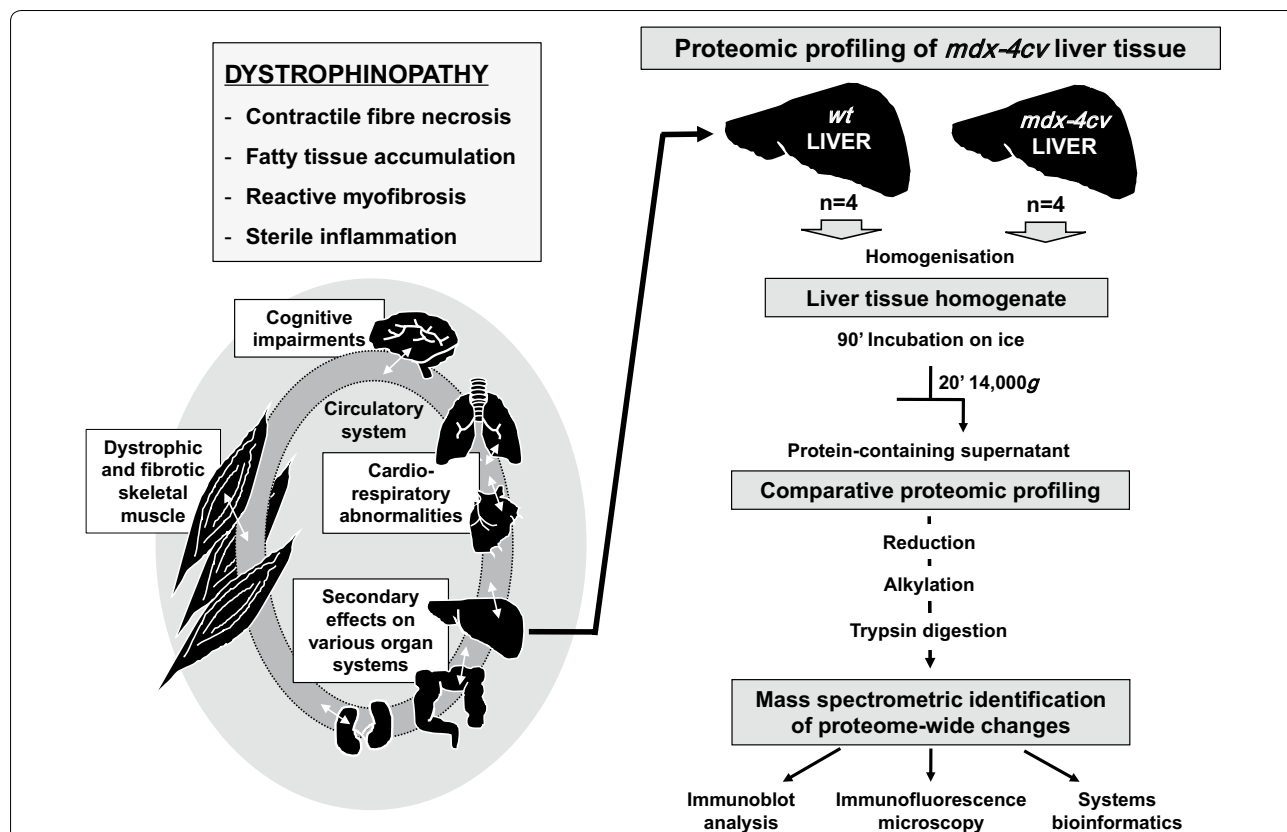 DYSTROPHINOPATHY
- Contractile fibre necrosis
- Fatty tissue accumulation
- Reactive myofibrosis
- Sterile inflammation
Cognitive
impairments
Circulatory
system
Dystrophic
and fibrotic
skeletal
muscle
Cardio-
respiratory
abnormalities
Secondary
effects on
various organ
systems
Proteomic profiling of mdx-4cv liver tissue
wt
LIVER
mdx-4cv
LIVER
n=4
n=4
Homogenisation
Liver tissue homogenate
90’ Incubation on ice
20’ 14,000g
Protein-containing supernatant
Comparative proteomic profiling
Reduction
Alkylation
Trypsin digestion
Mass spectrometric identification
of proteome-wide changes
Immunoblot
analysis
Immunofluorescence
microscopy
Systems
bioinformatics